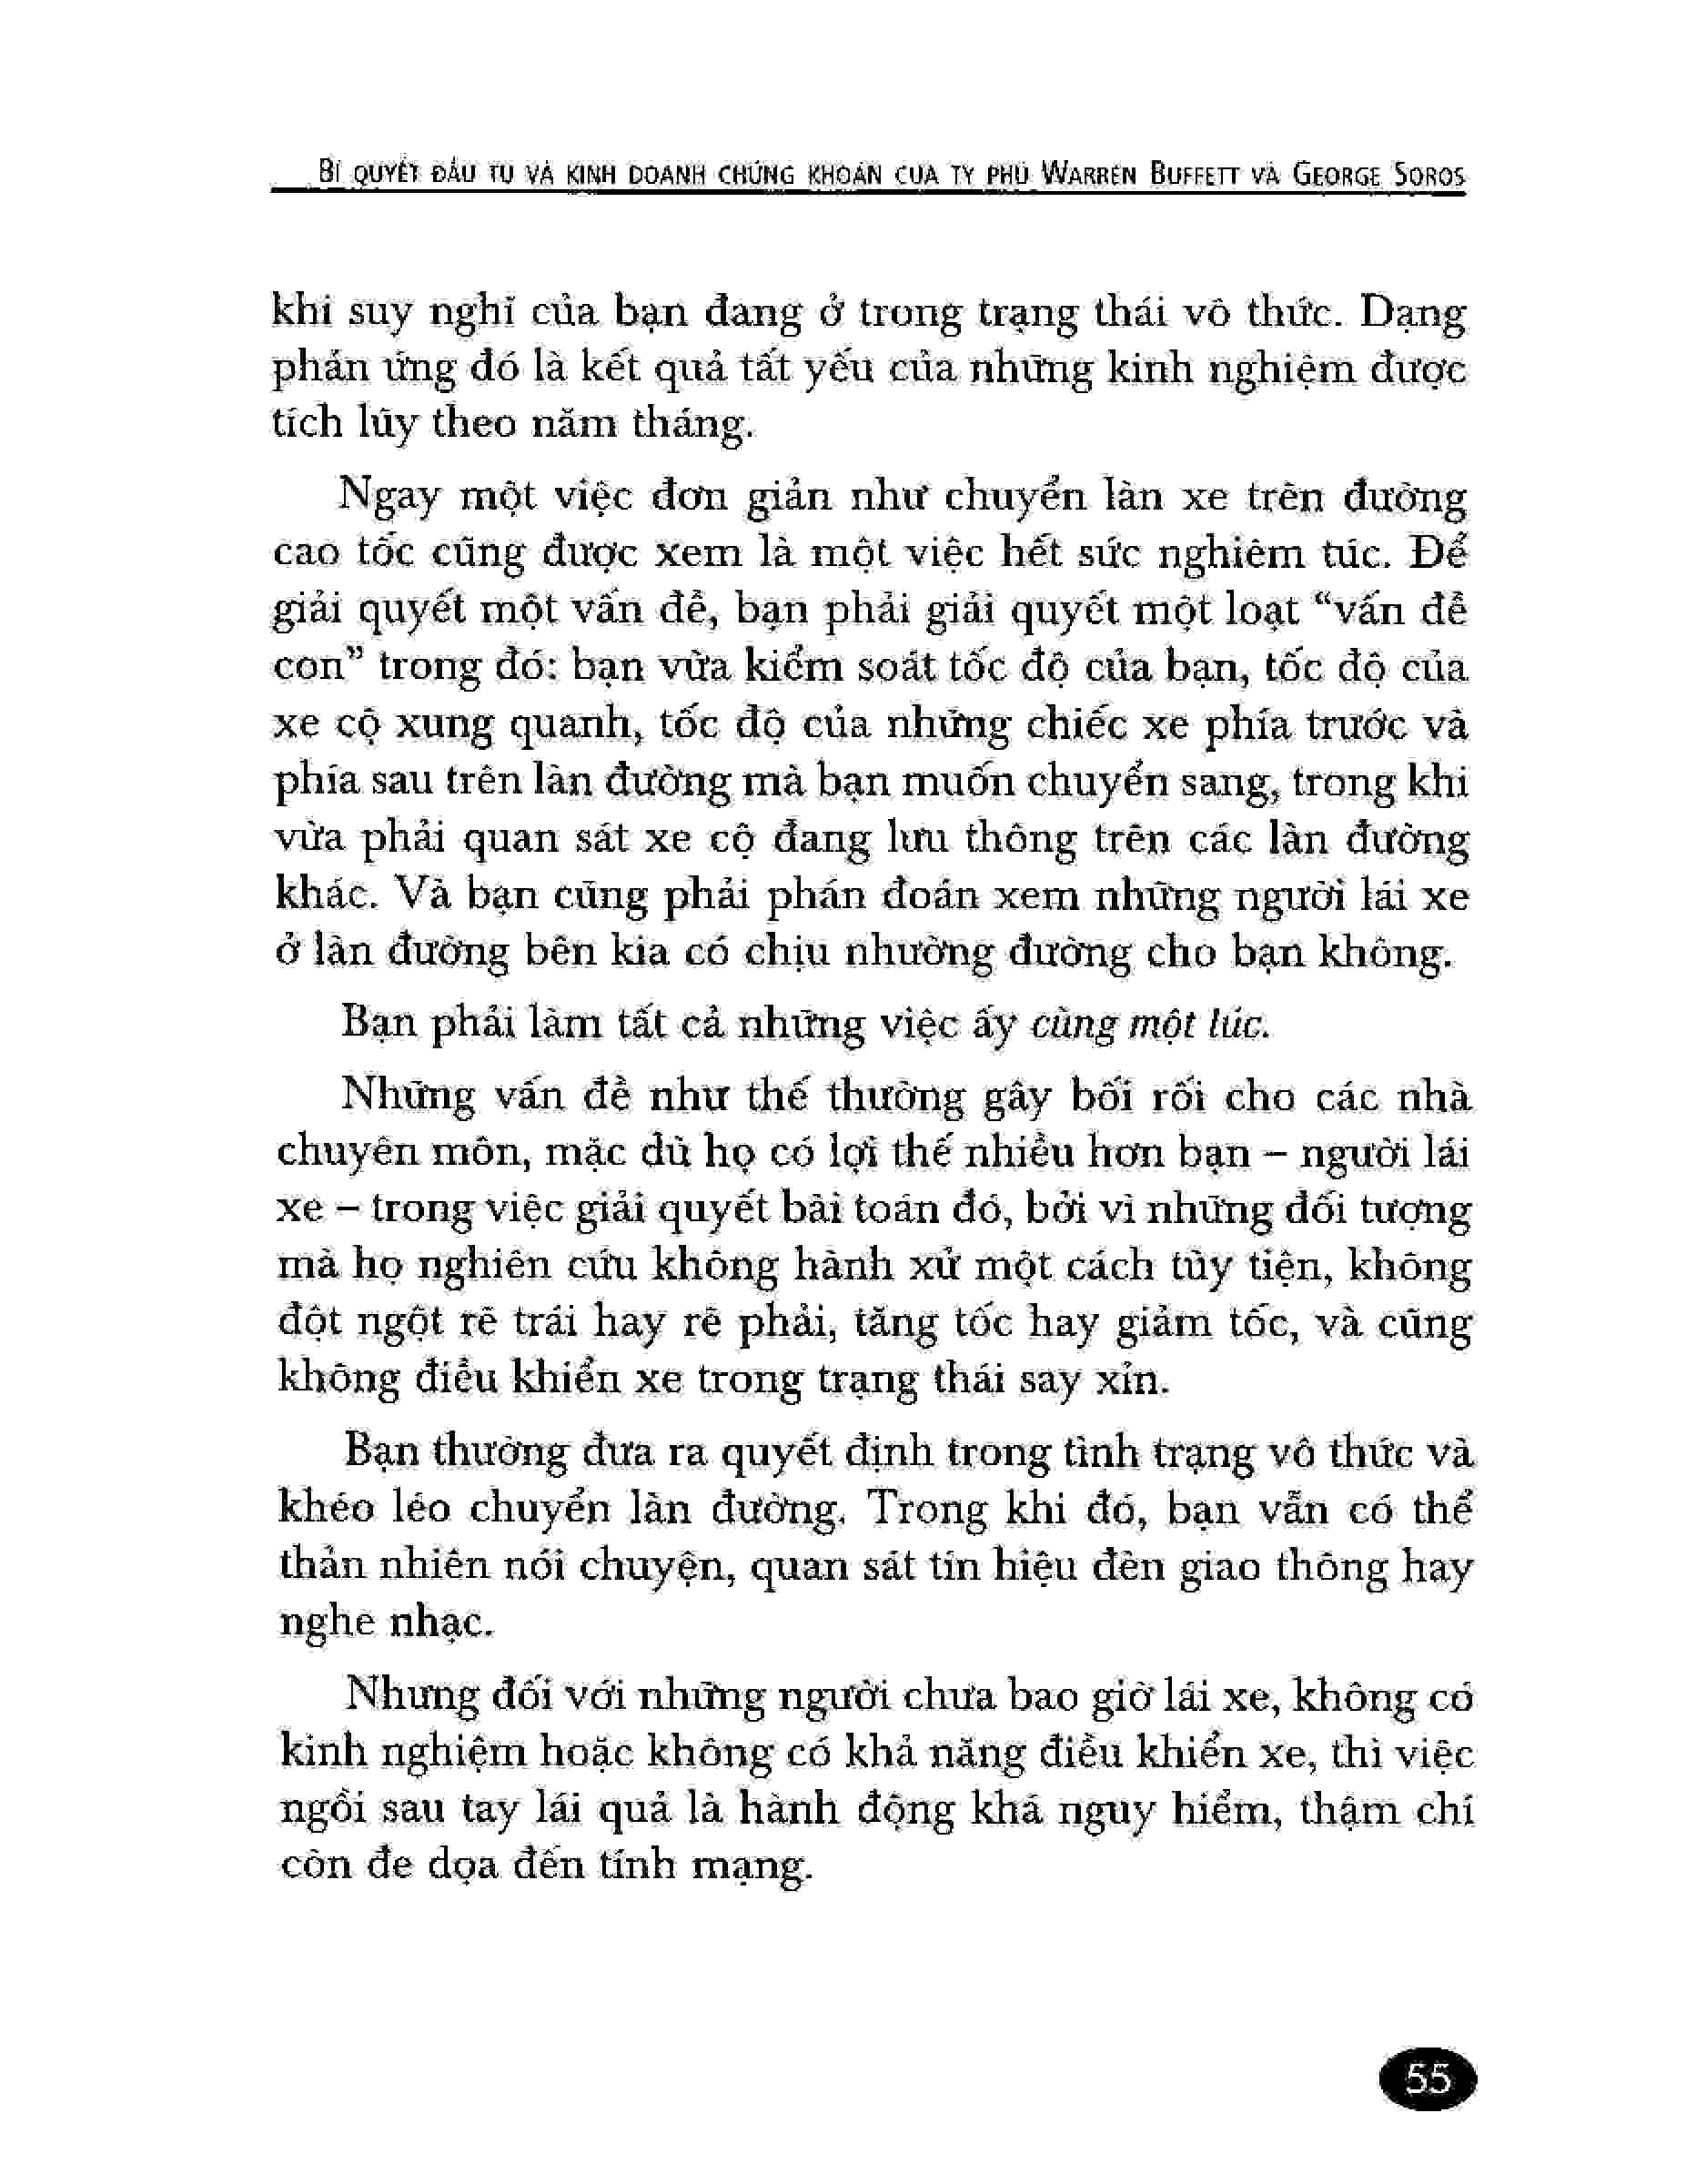 BÍ QUYẾT ĐẦU TƯ VÀ KINH DOANH CHỨNG KHOÁN CỦA TỶ PHÚ WARREN BUFFETT VÀ GEORGE SOROS
khi suy nghĩ của bạn đang ở trong trạng thái vô thức. Dạng
phản ứng đó là kết quả tất yếu của những kinh nghiệm được
tích lũy theo năm tháng.
Ngay một việc đơn giản như chuyển làn xe trên đường
cao tốc cũng được xem là một việc hết sức nghiêm túc. Để
giải quyết một vấn đề, bạn phải giải quyết một loạt “vấn đề
con” trong đó: bạn vừa kiểm soát tốc độ của bạn, tốc độ của
xe cộ xung quanh, tốc độ của những chiếc xe phía trước và
phía sau trên làn đường mà bạn muốn chuyển sang, trong khi
vừa phải quan sát xe cộ đang lưu thông trên các làn đường
khác. Và bạn cũng phải phán đoán xem những người lái xe
ở làn đường bên kia có chịu nhường đường cho bạn không.
Bạn phải làm tất cả những việc ấy cùng một lúc.
Những vấn đề như thế thường gây bối rối cho các nhà
chuyên môn, mặc dù họ có lợi thế nhiều hơn bạn – người lái
xe – trong việc giải quyết bài toán đó, bởi vì những đối tượng
mà họ nghiên cứu không hành xử một cách tùy tiện, không
đột ngột rẽ trái hay rẽ phải, tăng tốc hay giảm tốc, và cũng
không điều khiển xe trong trạng thái say xỉn.
Bạn thường đưa ra quyết định trong tình trạng vô thức và
khéo léo chuyển làn đường. Trong khi đó, bạn vẫn có thể
thản nhiên nói chuyện, quan sát tín hiệu đèn giao thông hay
nghe nhạc.
Nhưng đối với những người chưa bao giờ lái xe, không có
kinh nghiệm hoặc không có khả năng điều khiển xe, thì việc
ngồi sau tay lái quả là hành động khá nguy hiểm, thậm chí
còn đe dọa đến tính mạng.
55